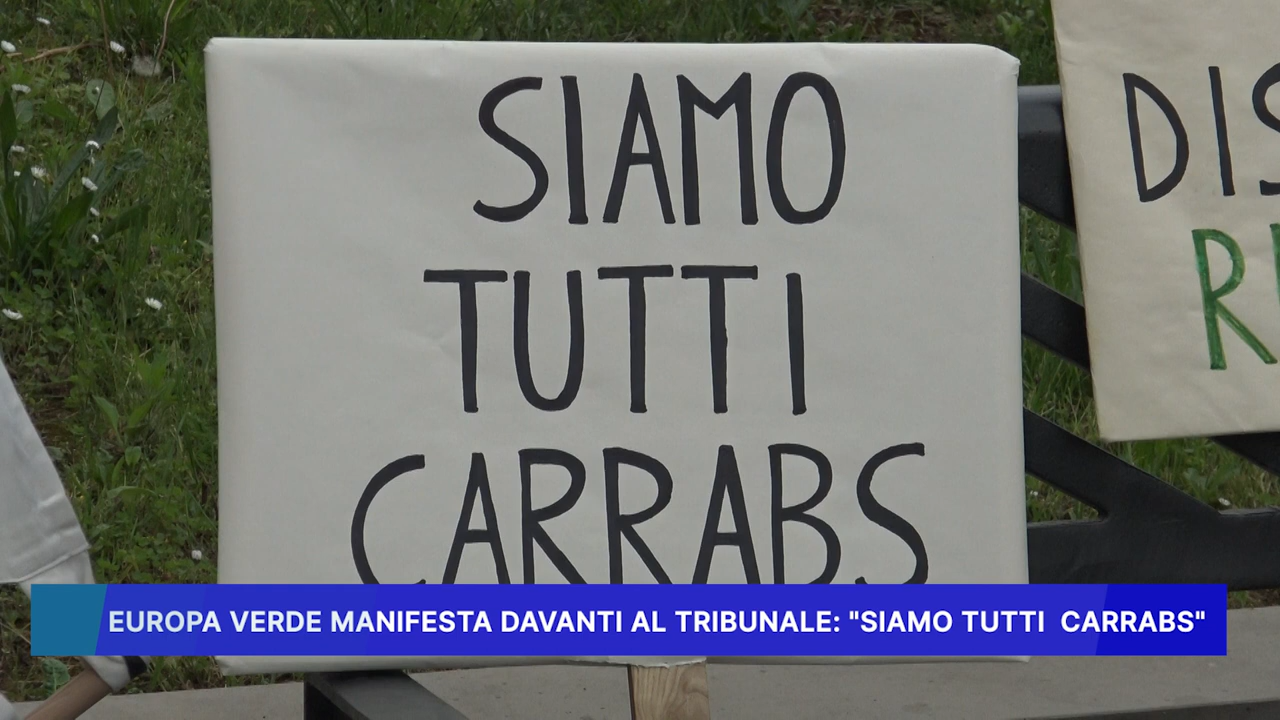 SIAMO
TUTTI
CARRABS
EUROPA VERDE MANIFESTA DAVANTI AL TRIBUNALE: "SIAMO TUTTI  CARRABS"